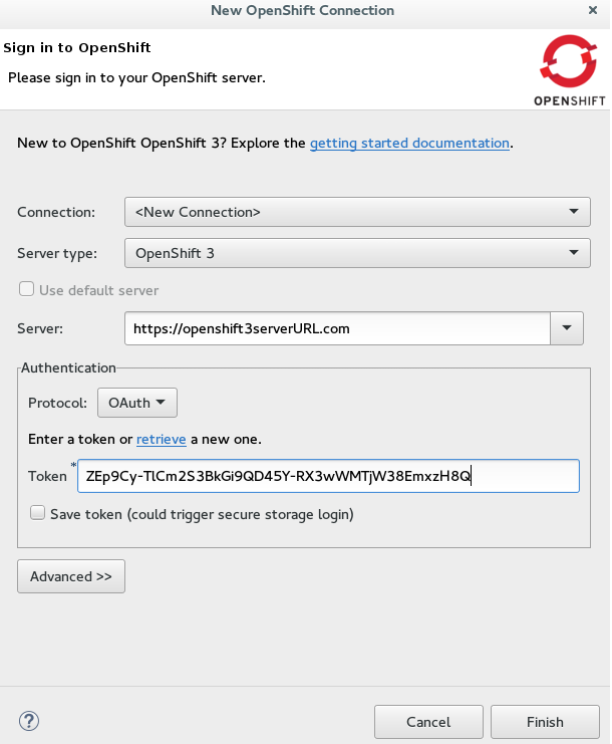 New OpenShift Connection
×
Sign in to OpenShift
Please sign in to your OpenShift server.
OPENSHIFT
New to OpenShift OpenShift 3? Explore the getting started documentation.
Connection: <New Connection>
Server type: OpenShift 3
Use default server
Server: https://openshift3serverURL.com
Authentication
Protocol: OAuth
Enter a token or retrieve a new one.
Token * ZEp9Cy-TlCm2S3BkGi9QD45Y-RX3wWMTjW38EmxzH8Q
Save token (could trigger secure storage login)
Advanced >>
? Cancel Finish